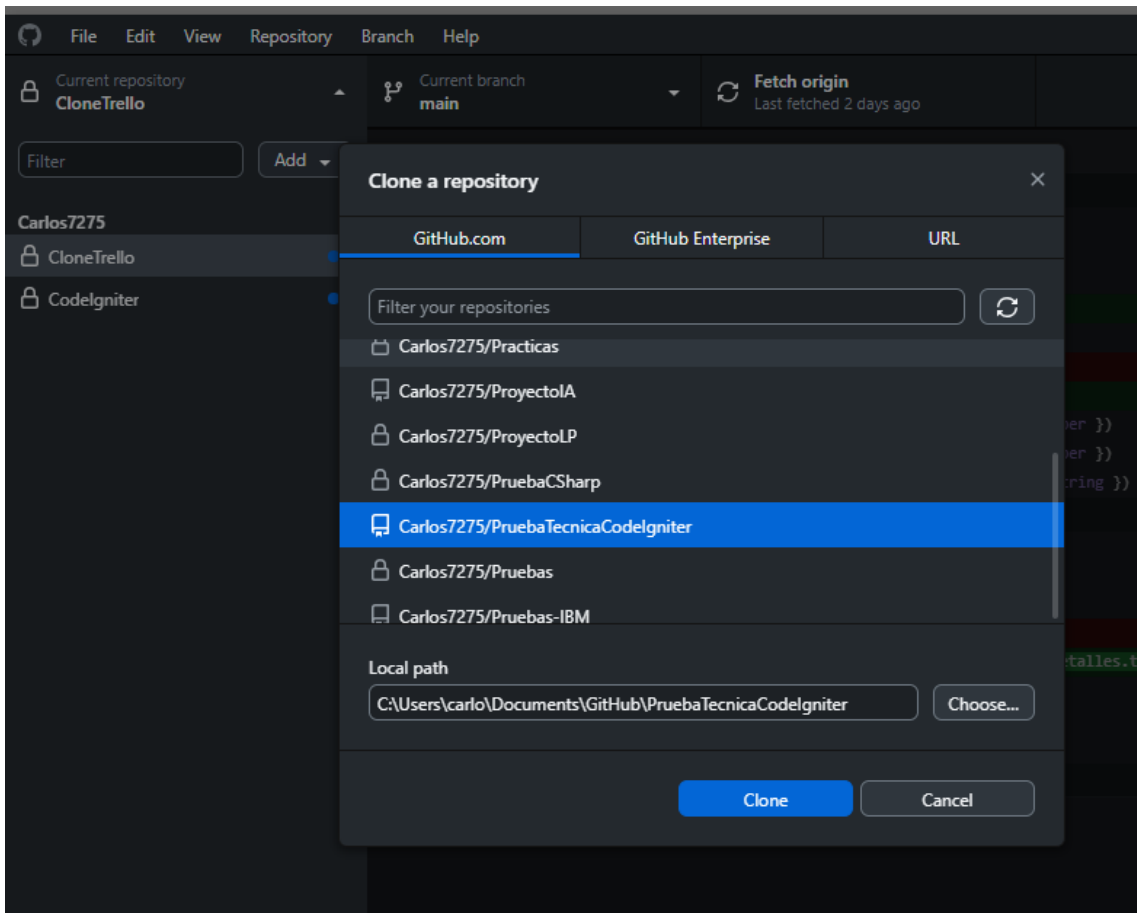 File Edit View Repository Branch Help
Current repository
CloneTrello
Current branch
main
Fetch origin
Last fetched 2 days ago
Filter
Add
Carlos7275
CloneTrello
CodeIgniter
Clone a repository
GitHub.com GitHub Enterprise URL
Filter your repositories
Carlos7275/Practicas
Carlos7275/ProyectoIA
Carlos7275/ProyectoLP
Carlos7275/PruebaCSharp
Carlos7275/PruebaTecnicaCodeIgniter
Carlos7275/Pruebas
Carlos7275/Pruebas-IBM
Local path
C:\Users\carlo\Documents\GitHub\PruebaTecnicaCodeIgniter
Choose...
Clone Cancel
})
})
})